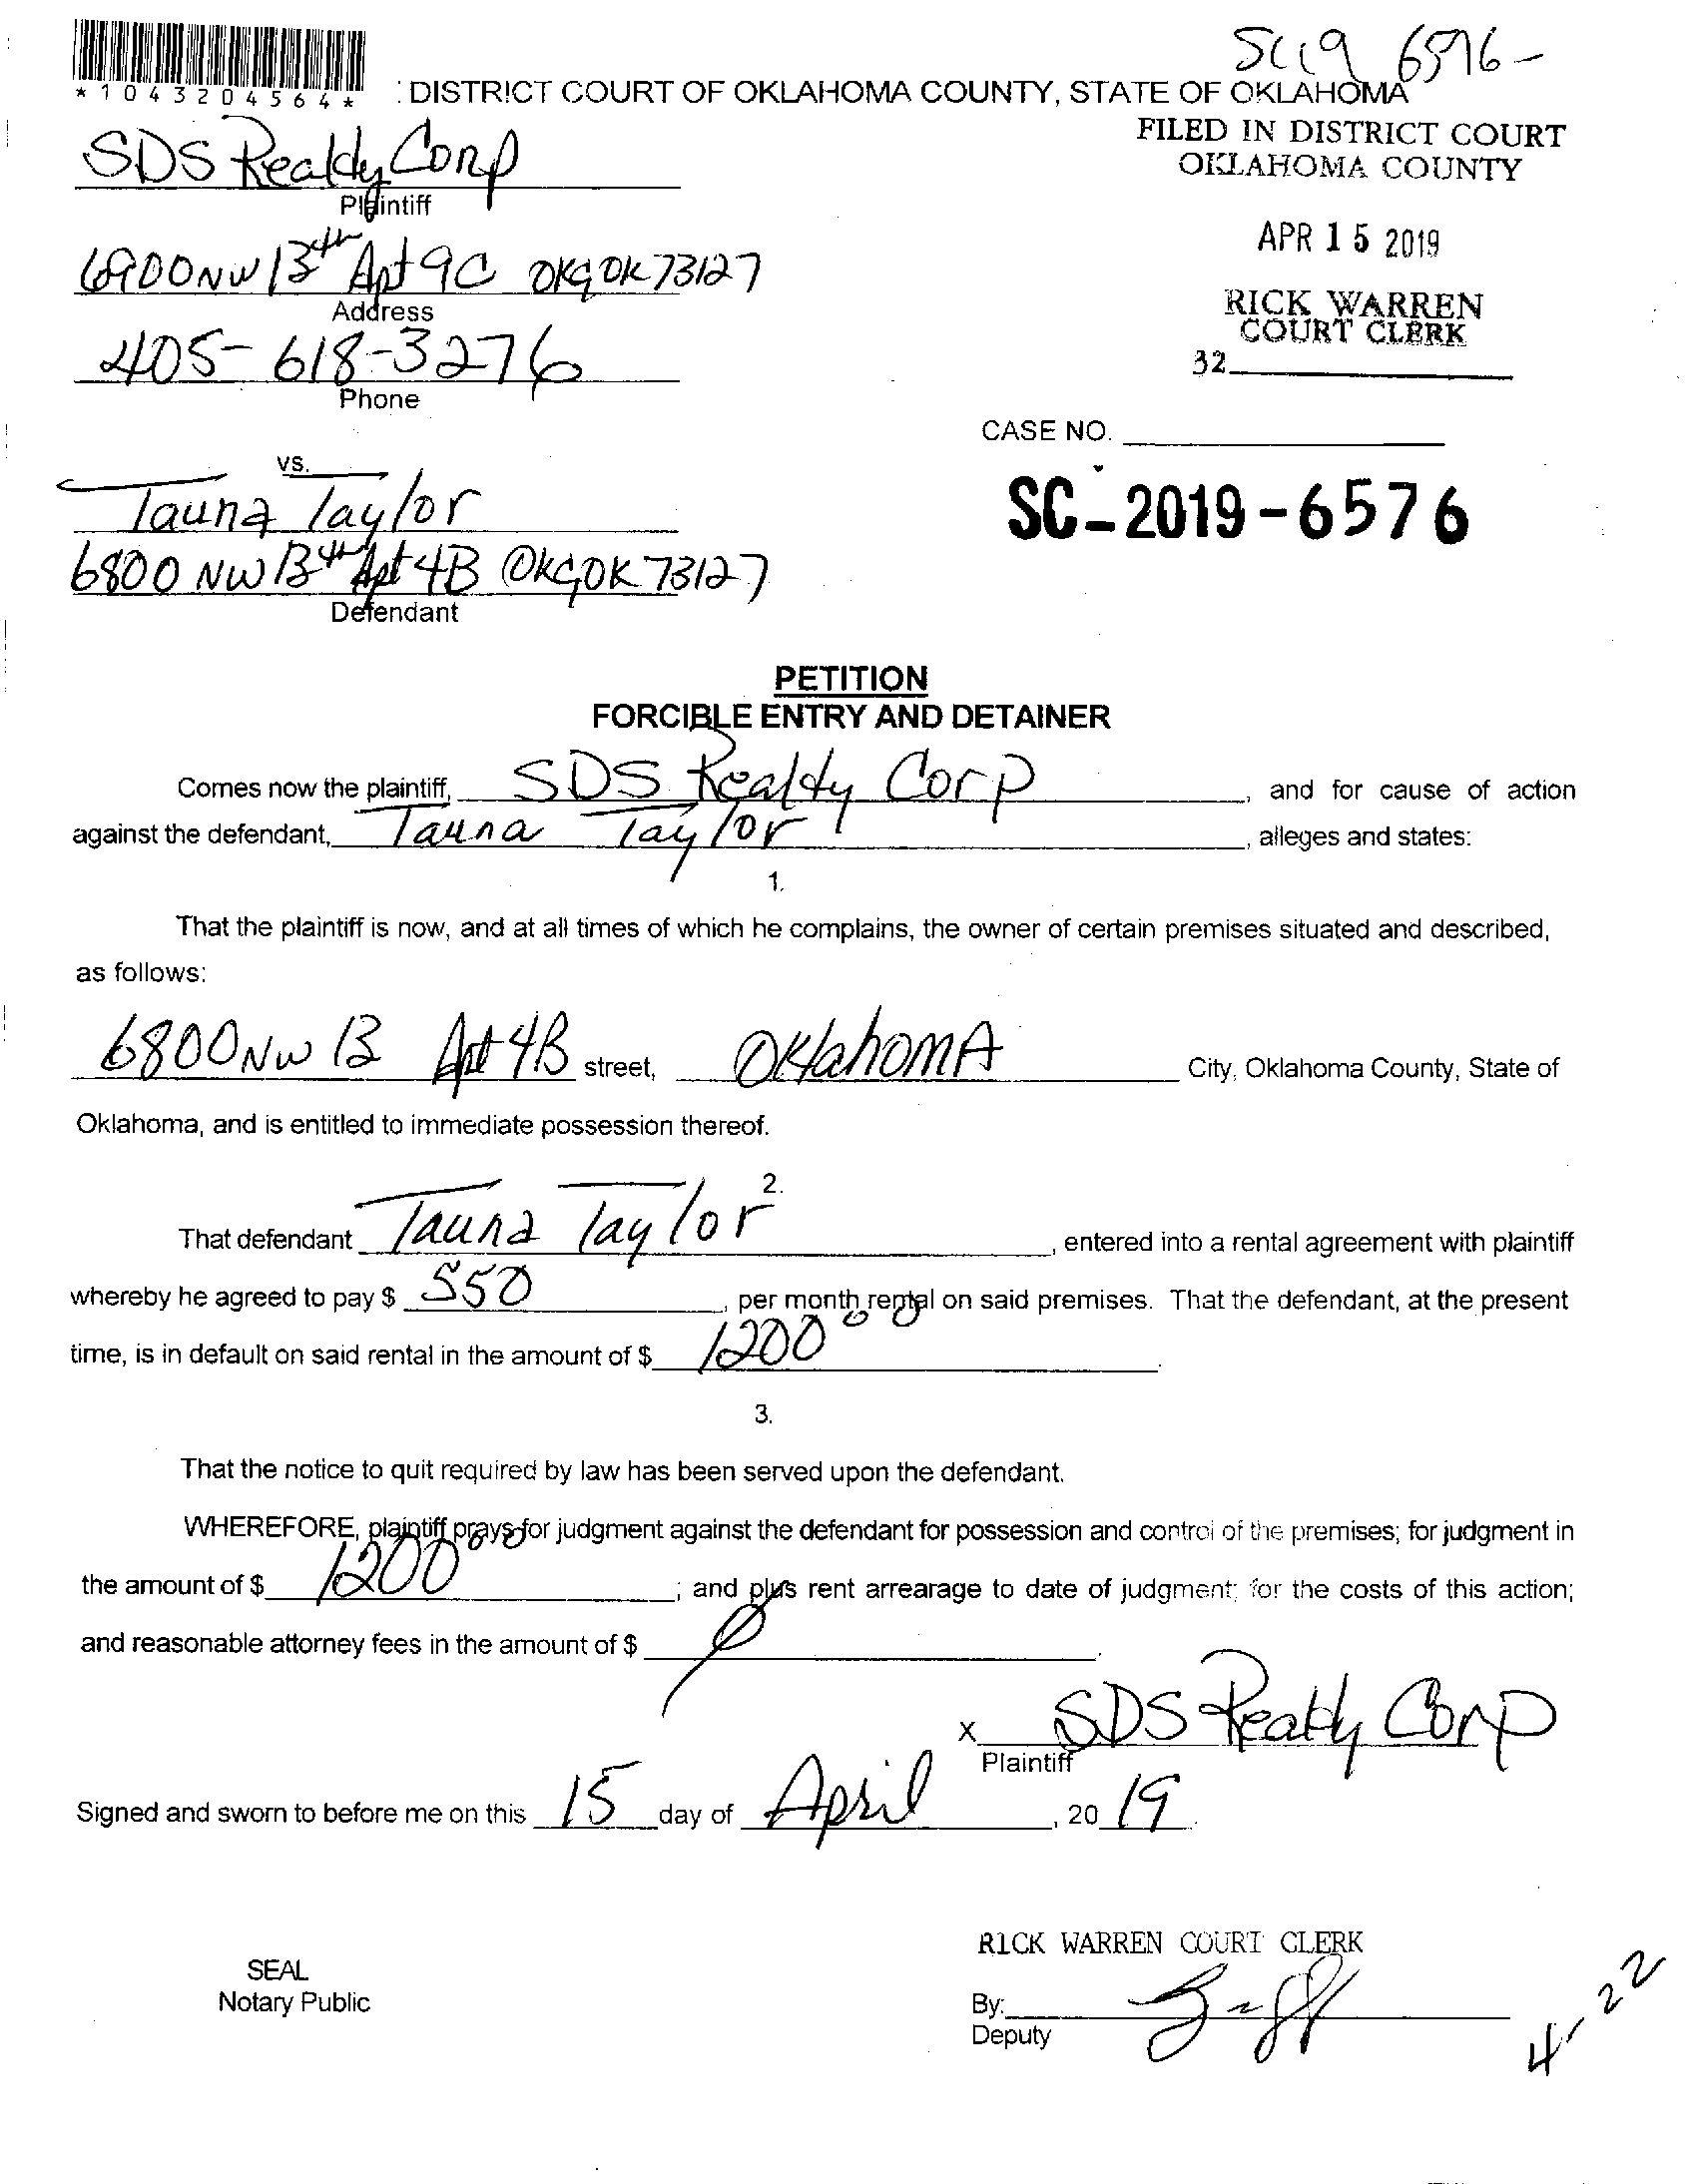 SC19 6576-
*1043204564* : DISTRICT COURT OF OKLAHOMA COUNTY, STATE OF OKLAHOMA
FILED IN DISTRICT COURT
OKLAHOMA COUNTY
APR 15 2019
RICK WARREN
COURT CLERK
32
SDS Realty Corp
Plaintiff
6900 NW 13th Apt 9C OKC OK 73127
Address
405-618-3276
Phone
CASE NO.
SC-2019-6576
vs.
Tauna Taylor
6800 NW 13th Apt 4B OKC OK 73127
Defendant
PETITION
FORCIBLE ENTRY AND DETAINER
Comes now the plaintiff, SDS Realty Corp, and for cause of action
against the defendant, Tauna Taylor, alleges and states:
1.
That the plaintiff is now, and at all times of which he complains, the owner of certain premises situated and described,
as follows:
6800 NW 13 Apt 4B street, OklahomA City, Oklahoma County, State of
Oklahoma, and is entitled to immediate possession thereof.
2.
That defendant Tauna Taylor, entered into a rental agreement with plaintiff
whereby he agreed to pay $ 550, per month rental on said premises. That the defendant, at the present
time, is in default on said rental in the amount of $ 1200 00.
3.
That the notice to quit required by law has been served upon the defendant.
WHEREFORE, plaintiff prays for judgment against the defendant for possession and control of the premises; for judgment in
the amount of $ 1200 00; and plus rent arrearage to date of judgment; for the costs of this action;
and reasonable attorney fees in the amount of $ 0.
X SDS Realty Corp
Plaintiff
Signed and sworn to before me on this 15 day of April, 20 19.
RICK WARREN COURT CLERK
SEAL
Notary Public
By:
Deputy
4-22